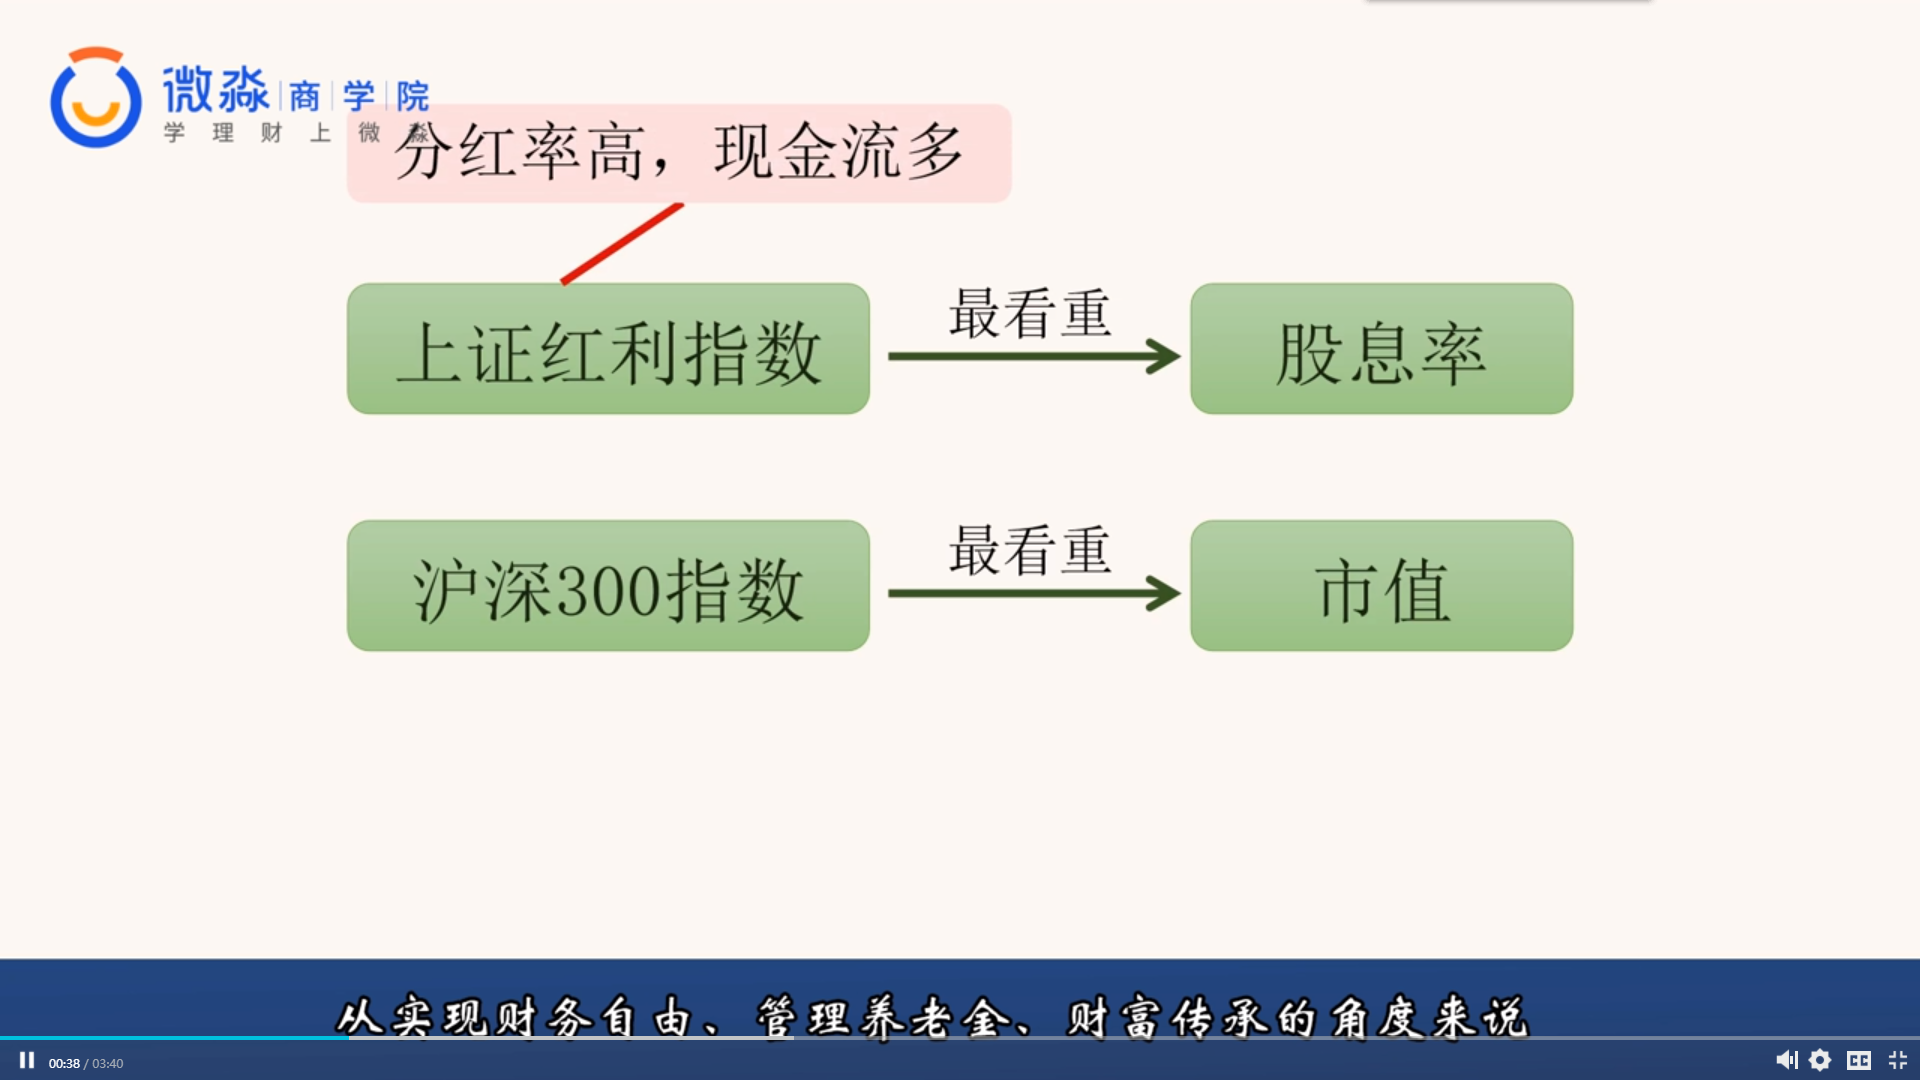 微淼商学院
学理财上微淼
分红率高，现金流多
上证红利指数
最看重
股息率
沪深300指数
最看重
市值
从实现财务自由、管理养老金、财富传承的角度来说
00:38 / 03:40
CC